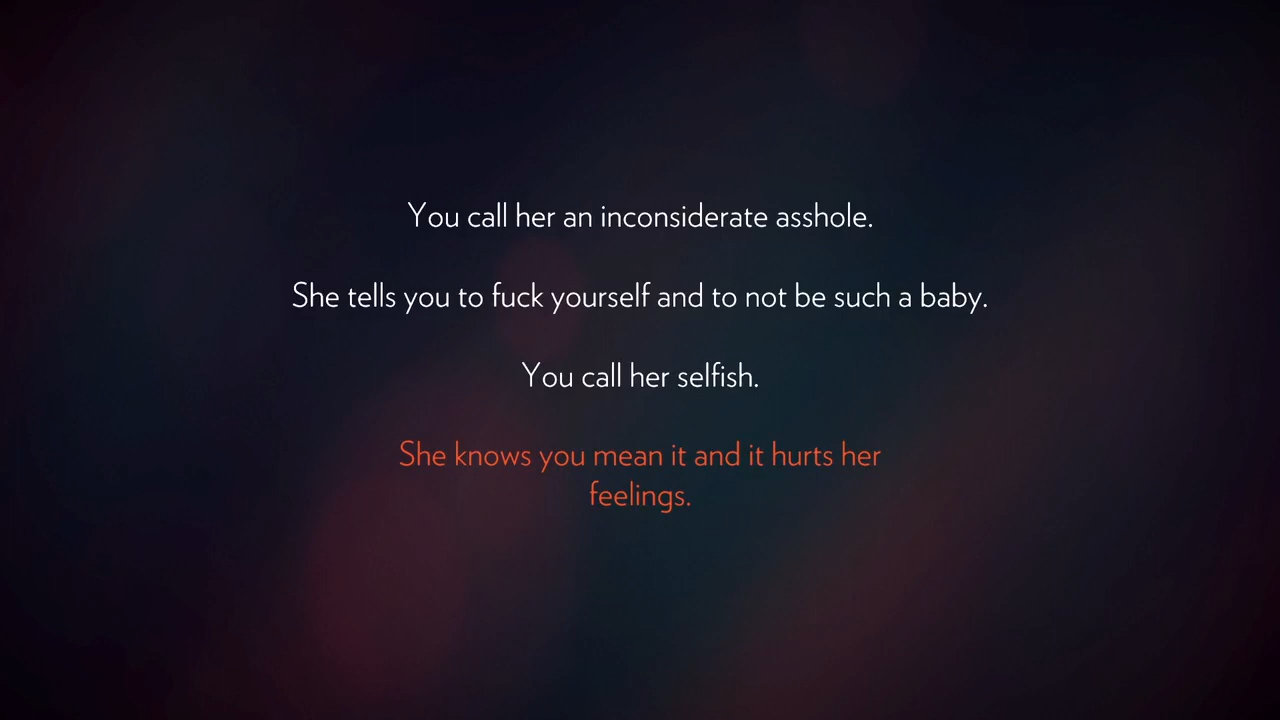 You call her an inconsiderate asshole.
She tells you to fuck yourself and to not be such a baby.
You call her selfish.
She knows you mean it and it hurts her
feelings.